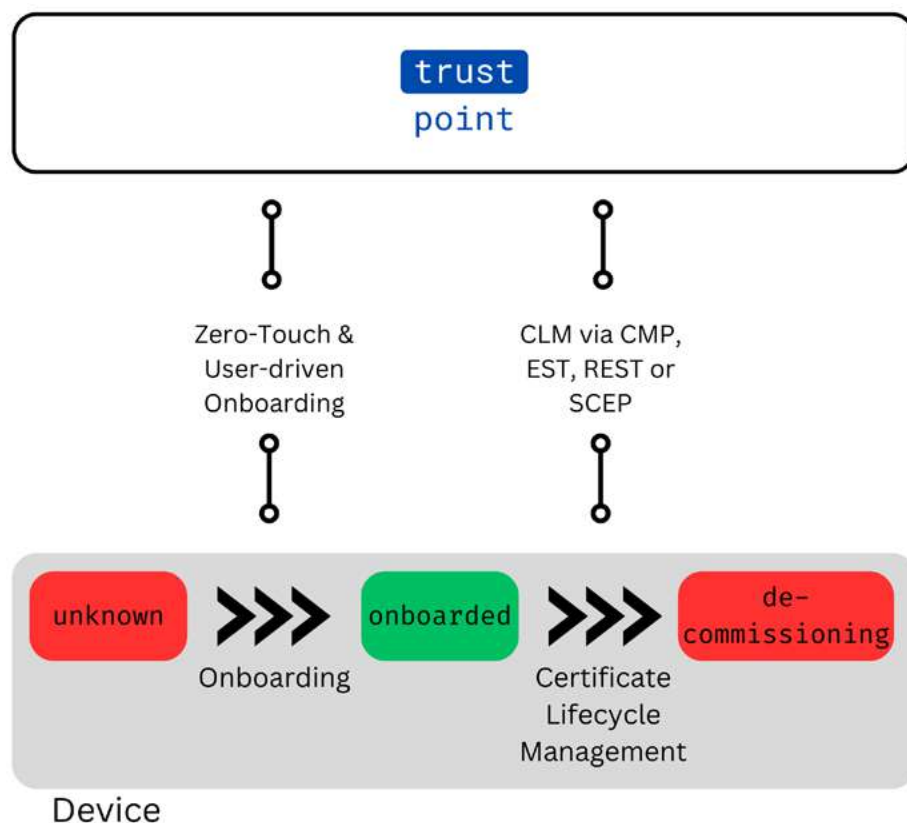 trust
point
Zero-Touch &
User-driven
Onboarding
CLM via CMP,
EST, REST or
SCEP
unknown
onboarded
de-
commissioning
Onboarding
Certificate
Lifecycle
Management
Device